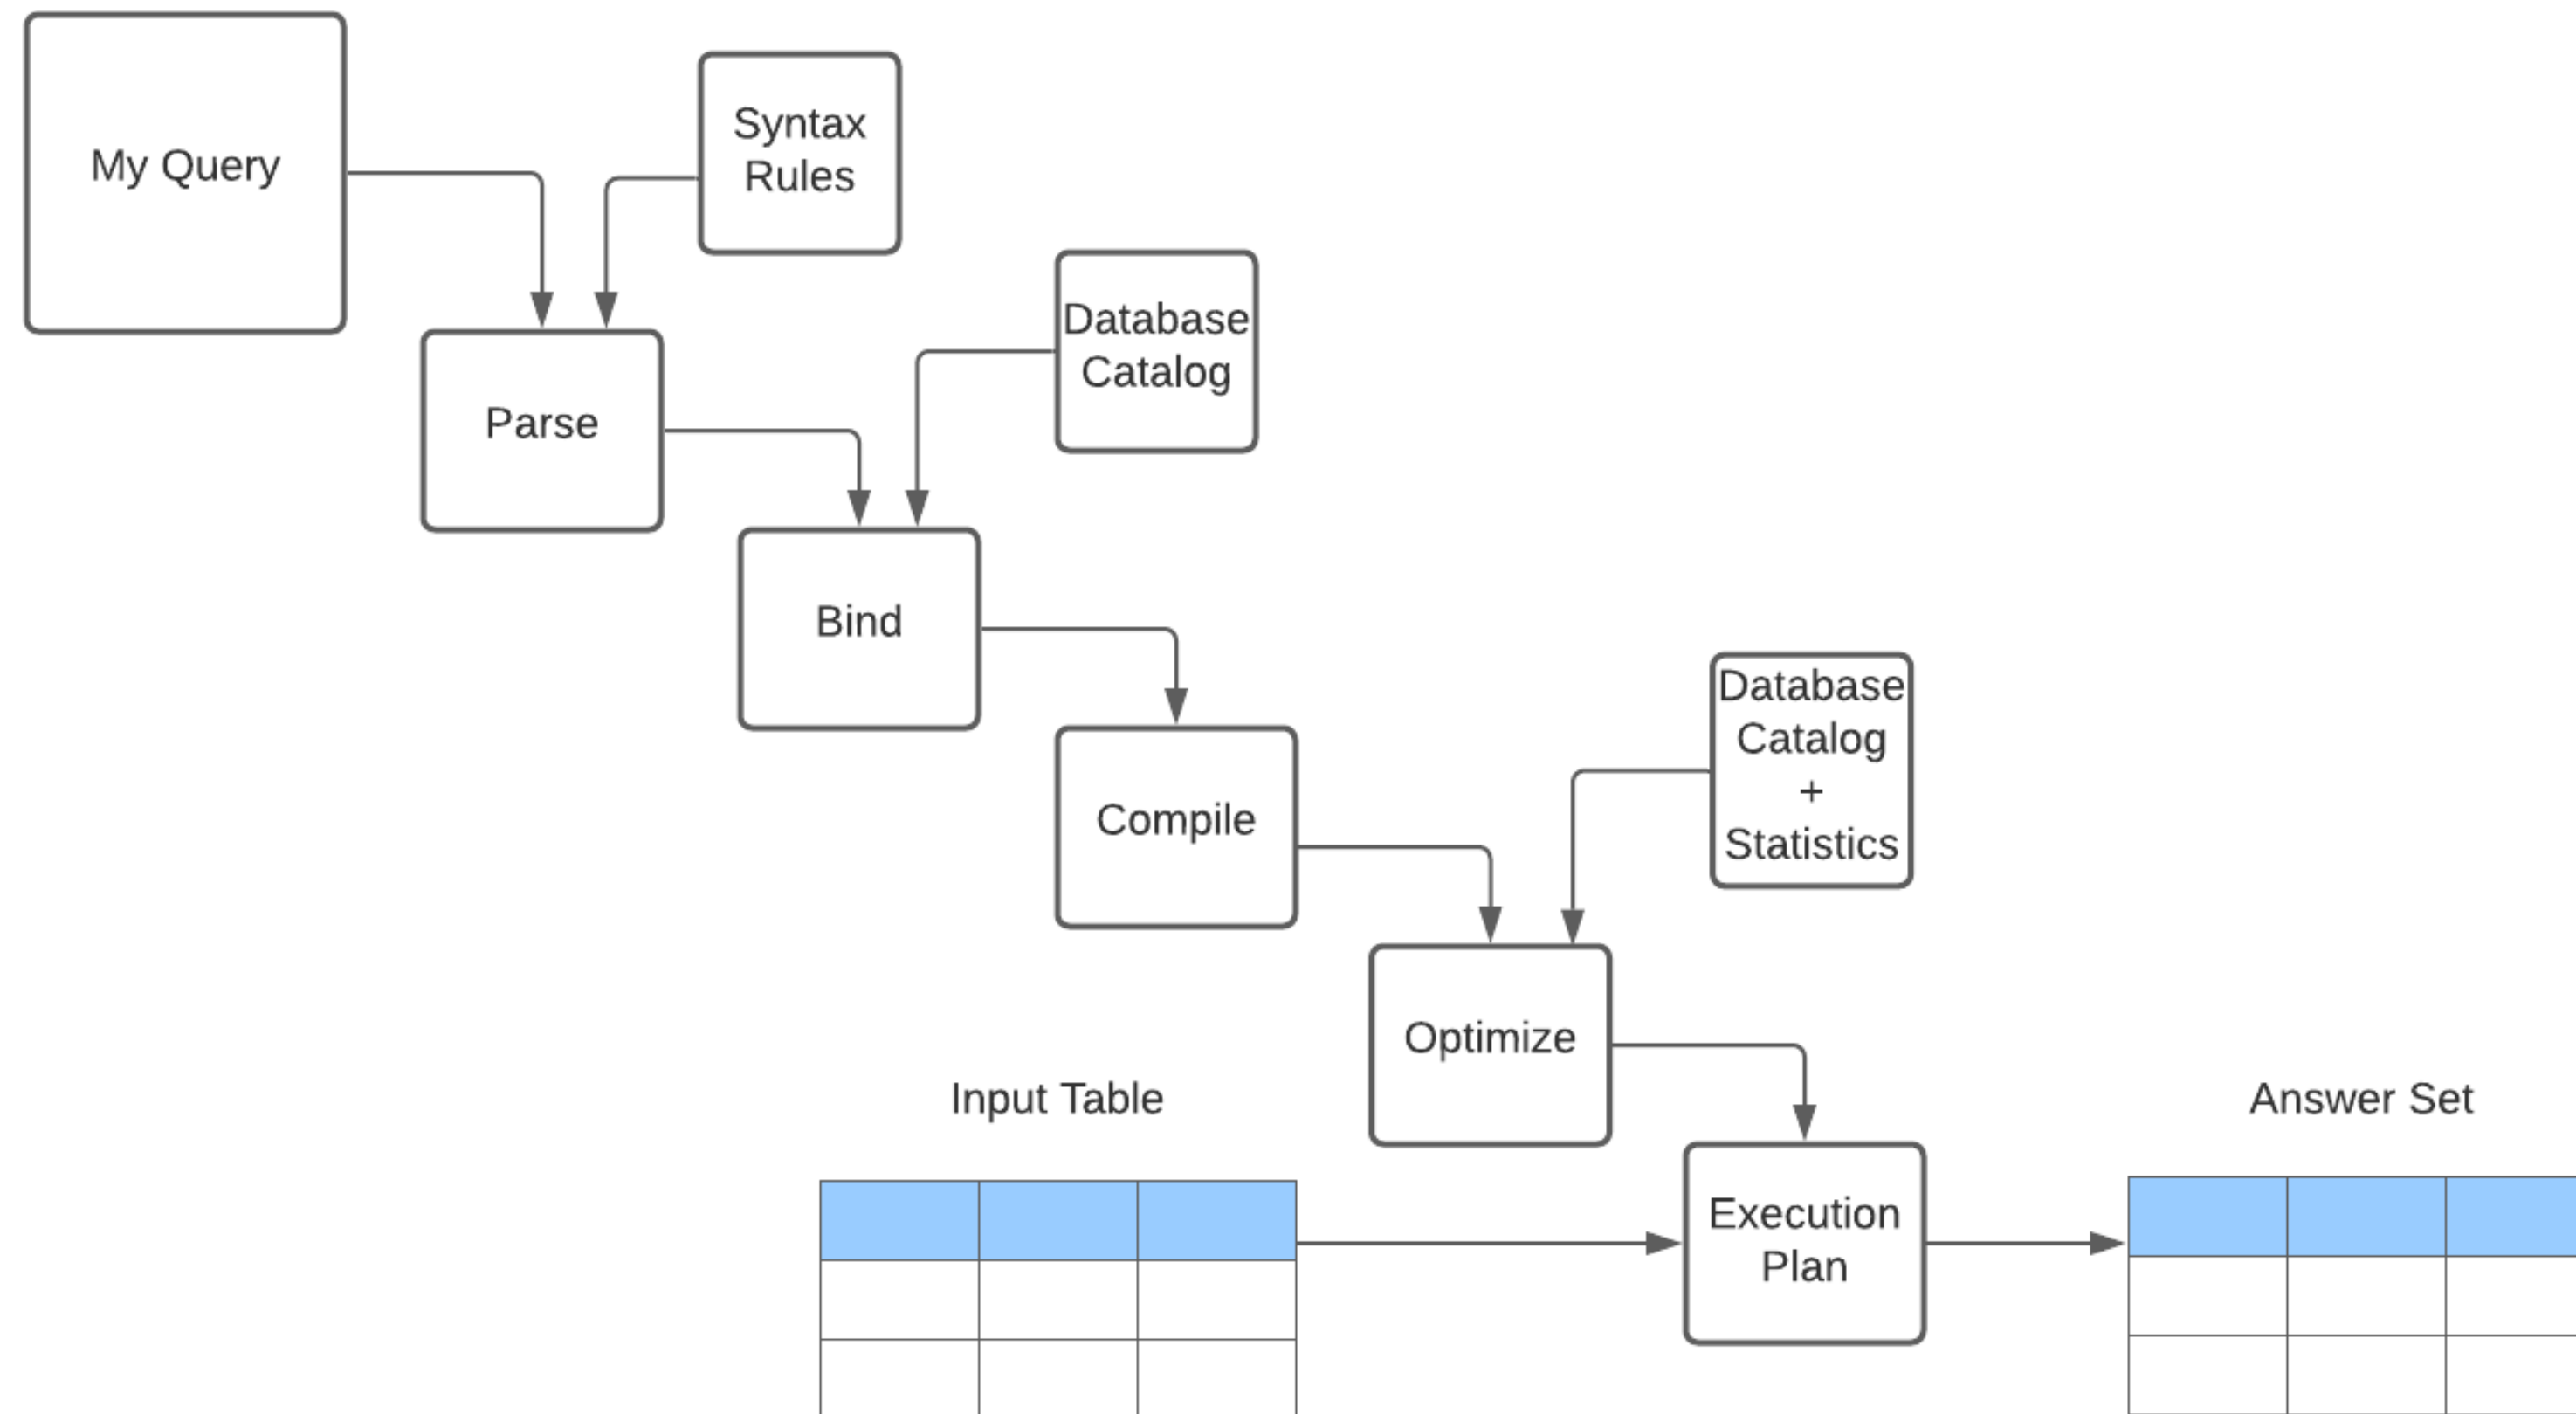 My Query
Syntax
Rules
Database
Catalog
Parse
Bind
Database
Catalog
+
Statistics
Compile
Optimize
Input Table
Answer Set
Execution
Plan